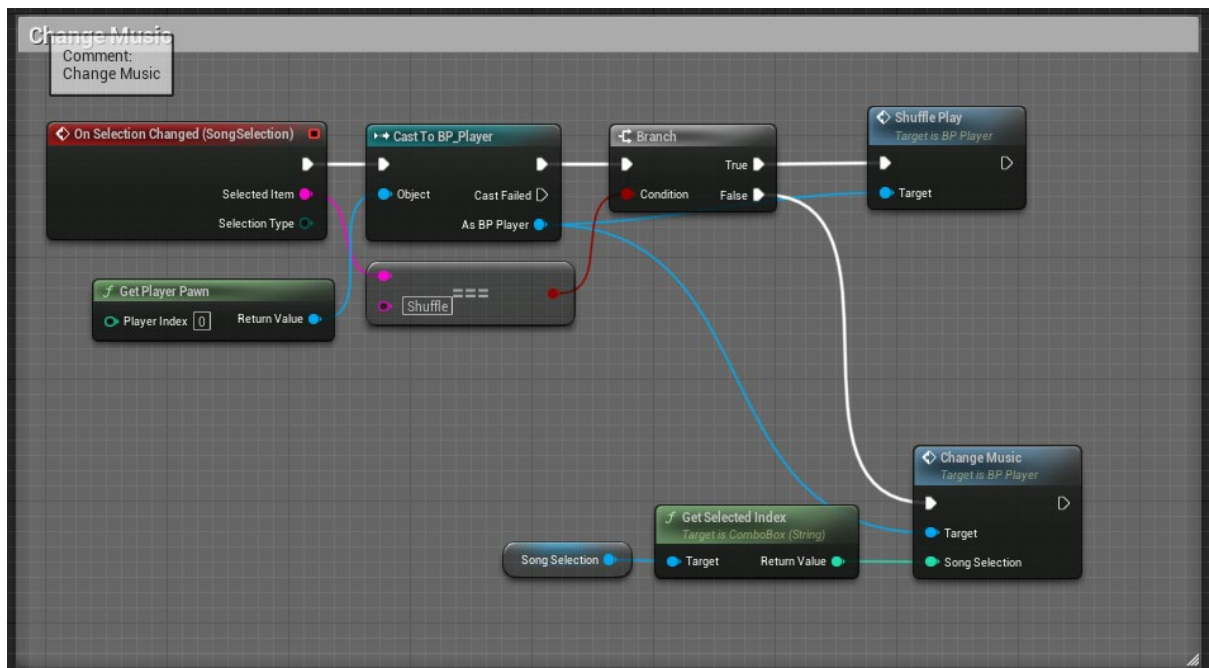 Change Music
Comment:
Change Music
On Selection Changed (SongSelection)
Selected Item
Selection Type
Cast To BP_Player
Object
Cast Failed
As BP Player
Branch
True
Condition
False
Shuffle Play
Target is BP Player
Target
Get Player Pawn
Player Index 0
Return Value
===
Shuffle
Change Music
Target is BP Player
Target
Song Selection
Get Selected Index
Target is ComboBox (String)
Target
Return Value
Song Selection